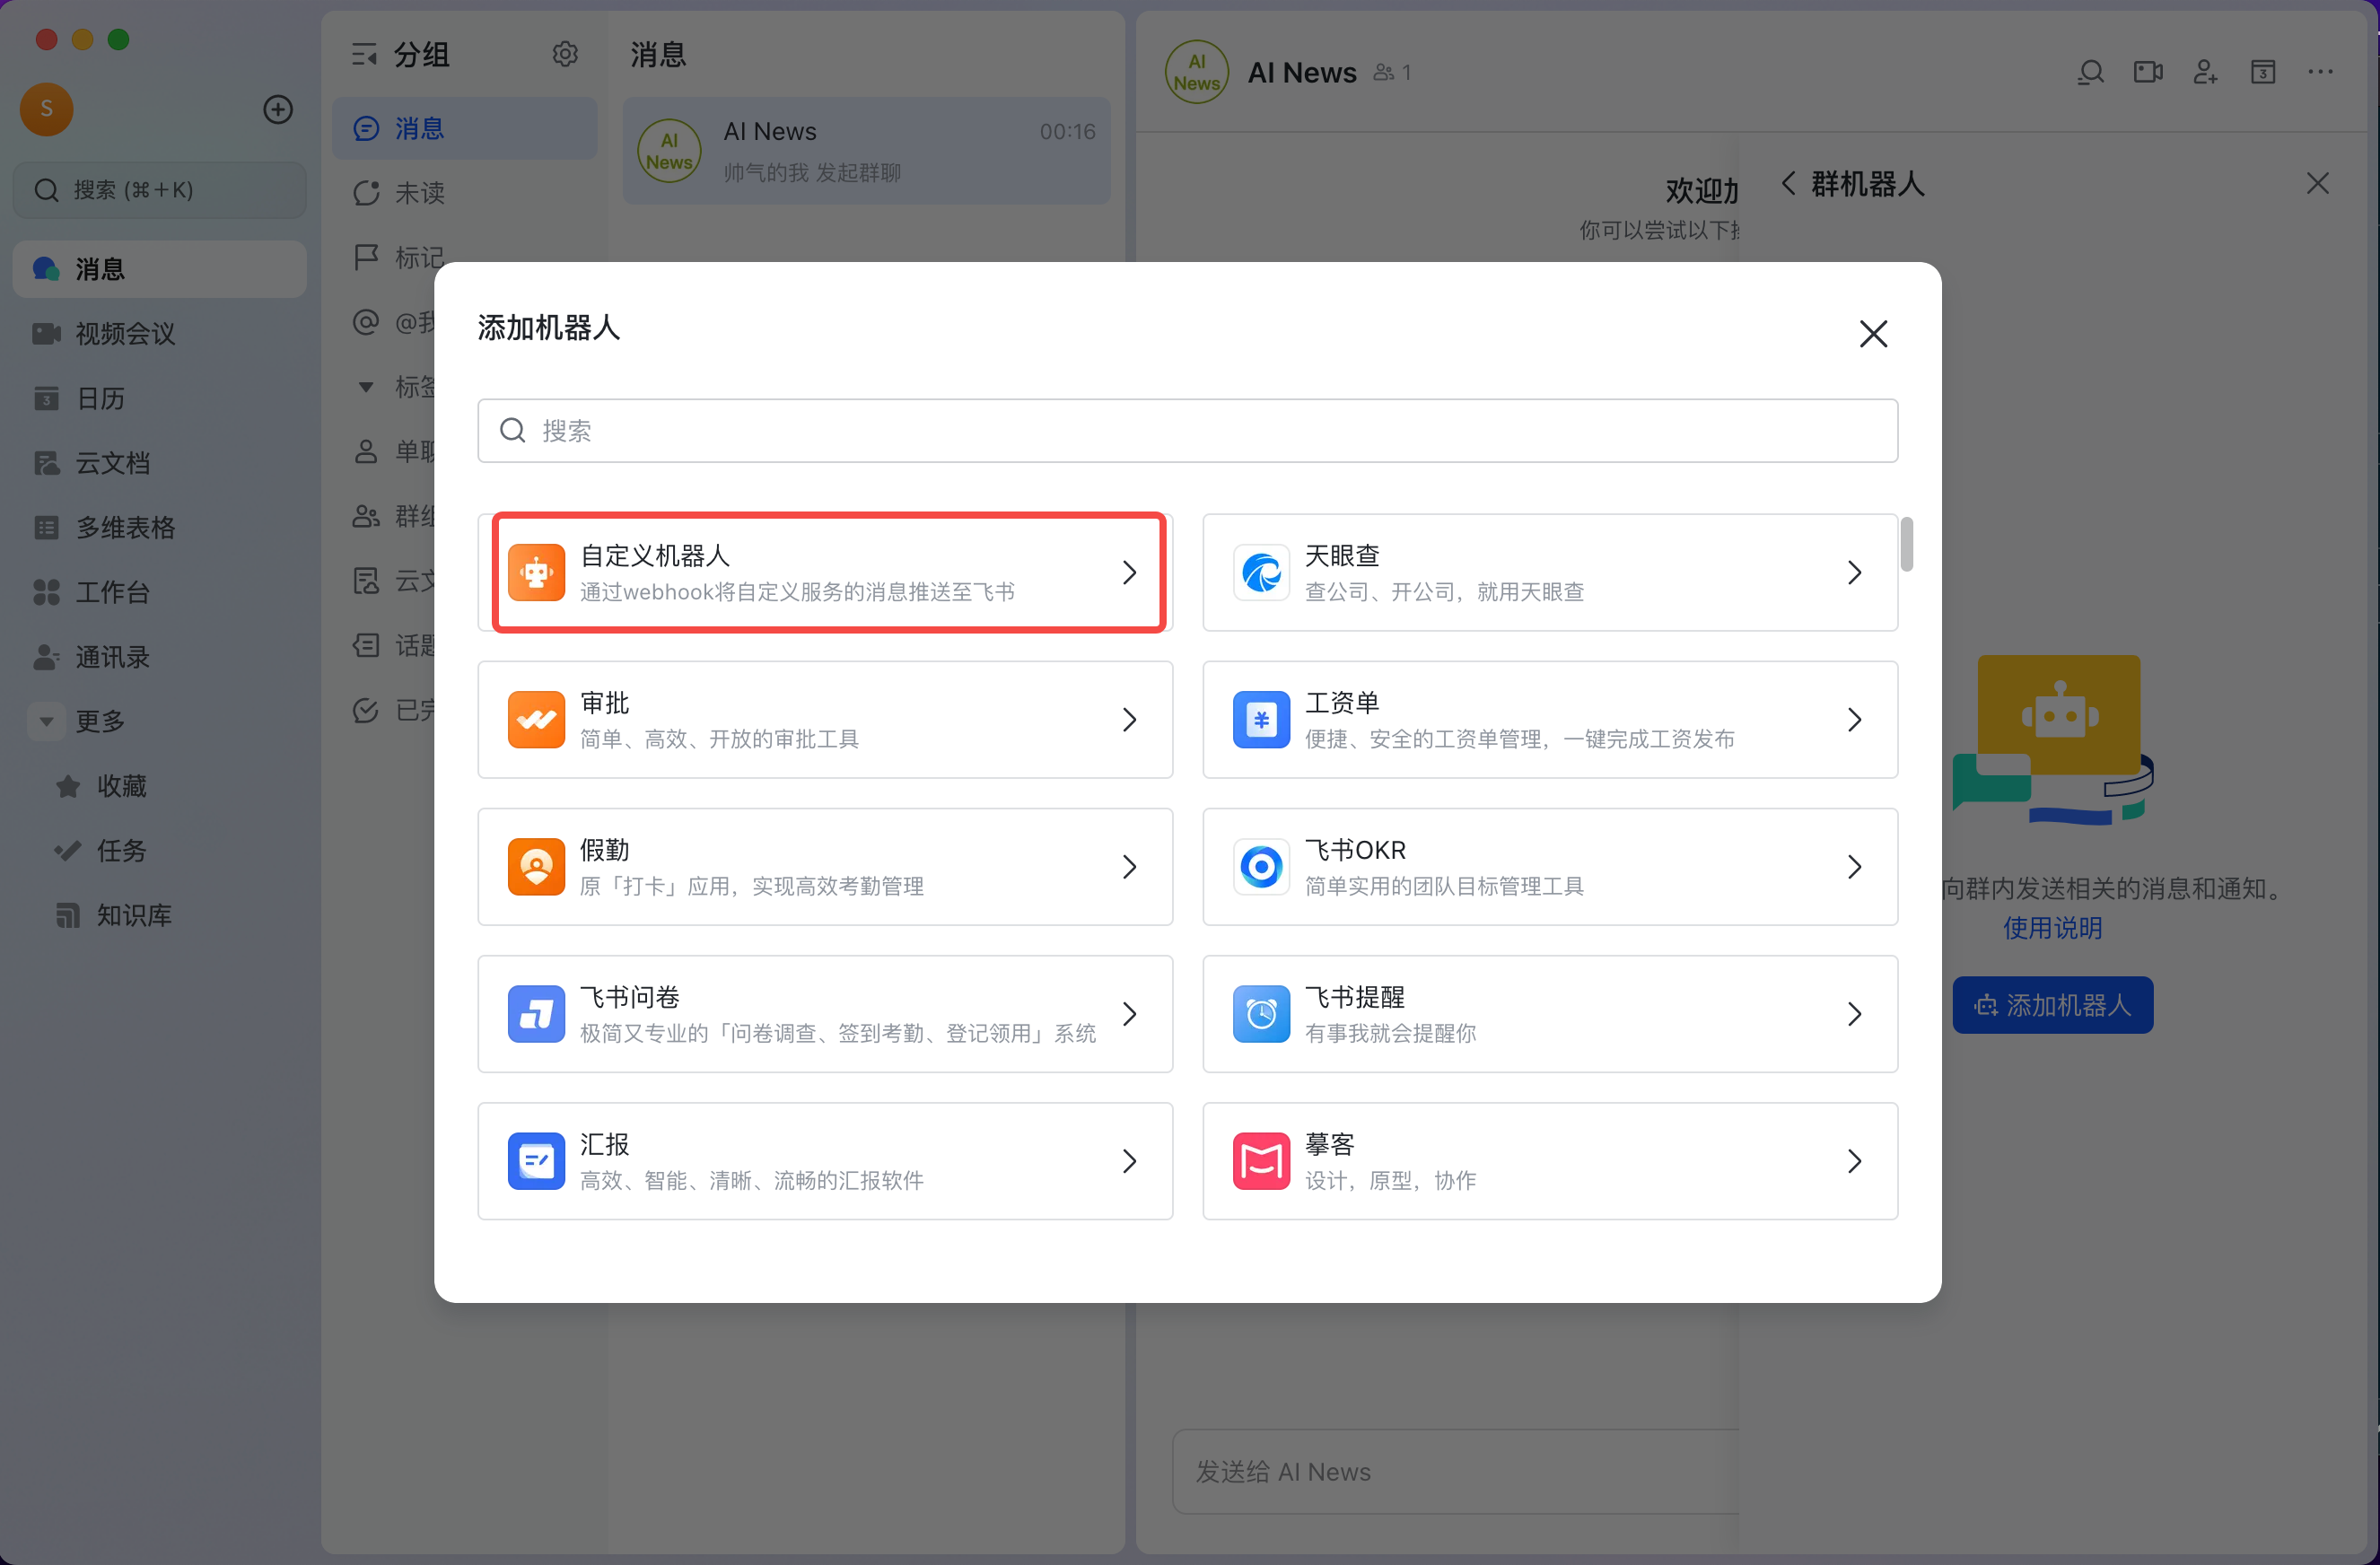 S
搜索 (⌘+K)
消息
视频会议
3
日历
云文档
多维表格
工作台
通讯录
更多
收藏
任务
知识库
分组
消息
未读
标记
@我
标签
单聊
群组
云文
话题
已完
消息
AI
News
AI News
00:16
帅气的我 发起群聊
AI
News
AI News
1
3
欢迎加
你可以尝试以下
群机器人
向群内发送相关的消息和通知。
使用说明
添加机器人
发送给 AI News
添加机器人
搜索
自定义机器人
通过webhook将自定义服务的消息推送至飞书
天眼查
查公司、开公司，就用天眼查
审批
简单、高效、开放的审批工具
¥
工资单
便捷、安全的工资单管理，一键完成工资发布
假勤
原「打卡」应用，实现高效考勤管理
飞书OKR
简单实用的团队目标管理工具
飞书问卷
极简又专业的「问卷调查、签到考勤、登记领用」系统
飞书提醒
有事我就会提醒你
汇报
高效、智能、清晰、流畅的汇报软件
摹客
设计，原型，协作